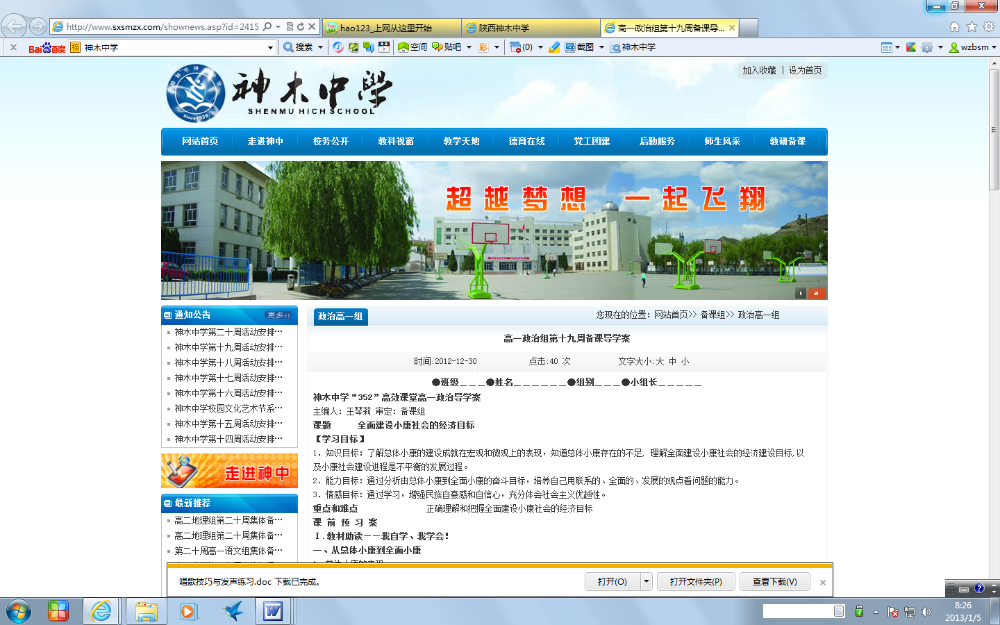 http://www.sxsmzx.com/shownews.asp?id=2415
hao123_上网从这里开始
陕西神木中学
高一政治组第十九周备课导...
Bai百度
神木中学
搜索
空间
贴吧
(0)
截图
神木中学
wzbsm
加入收藏 | 设为首页
神木中學
SHENMU HIGH SCHOOL
Since1939
网站首页 走进神中 校务公开 教科视窗 教学天地 德育在线 党工团建 后勤服务 师生风采 教研备课
超越梦想 一起飞翔
1 2
通知公告 更多>>
神木中学第二十周活动安排…
神木中学第十九周活动安排…
神木中学第十八周活动安排…
神木中学第十七周活动安排…
神木中学第十六周活动安排…
神木中学校园文化艺术节系…
神木中学第十五周活动安排…
神木中学第十四周活动安排…
走进神中
最新推荐
高二地理组第二十周集体备…
高二地理组第二十周集体备…
第二十周高一语文组集体备…
政治高一组
您现在的位置：网站首页>> 备课组>> 政治高一组
高一政治组第十九周备课导学案
时间:2012-12-30 点击:40 次 文字大小:大 中 小
●班级＿＿＿●姓名＿＿＿＿＿＿●组别＿＿＿●小组长＿＿＿＿＿
神木中学“352”高效课堂高一政治导学案
主编人：王琴莉 审定：备课组
课题 全面建设小康社会的经济目标
【学习目标】
1．知识目标：了解总体小康的建设成就在宏观和微观上的表现，知道总体小康存在的不足, 理解全面建设小康社会的经济建设目标,以
及小康社会建设进程是不平衡的发展过程。
2．能力目标：通过分析由总体小康到全面小康的奋斗目标，培养自己用联系的、全面的、发展的观点看问题的能力。
3．情感目标：通过学习，增强民族自豪感和自信心，充分体会社会主义优越性。
重点和难点 正确理解和把握全面建设小康社会的经济目标
课 前 预 习 案
Ⅰ.教材助读——我自学、我学会！
一、从总体小康到全面小康
唱歌技巧与发声练习.doc 下载已完成。
打开(O)
打开文件夹(P)
查看下载(V)
8:26
2013/1/5